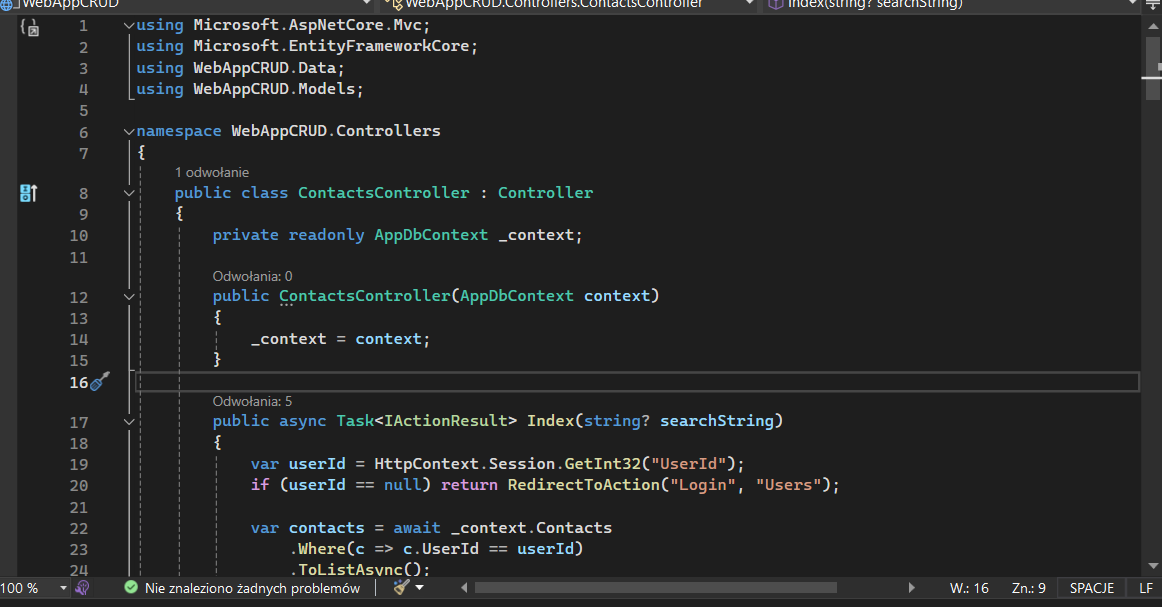 WebAppCRUD
WebAppCRUD.Controllers.ContactsController
Index(string? searchString)
1 using Microsoft.AspNetCore.Mvc;
2 using Microsoft.EntityFrameworkCore;
3 using WebAppCRUD.Data;
4 using WebAppCRUD.Models;
5
6 namespace WebAppCRUD.Controllers
7 {
1 odwołanie
8 public class ContactsController : Controller
9 {
10 private readonly AppDbContext _context;
11
Odwołania: 0
12 public ContactsController(AppDbContext context)
13 {
14 _context = context;
15 }
16
Odwołania: 5
17 public async Task<IActionResult> Index(string? searchString)
18 {
19 var userId = HttpContext.Session.GetInt32("UserId");
20 if (userId == null) return RedirectToAction("Login", "Users");
21
22 var contacts = await _context.Contacts
23 .Where(c => c.UserId == userId)
24 .ToListAsync();
100 %
Nie znaleziono żadnych problemów
W.: 16
Zn.: 9
SPACJE
LF